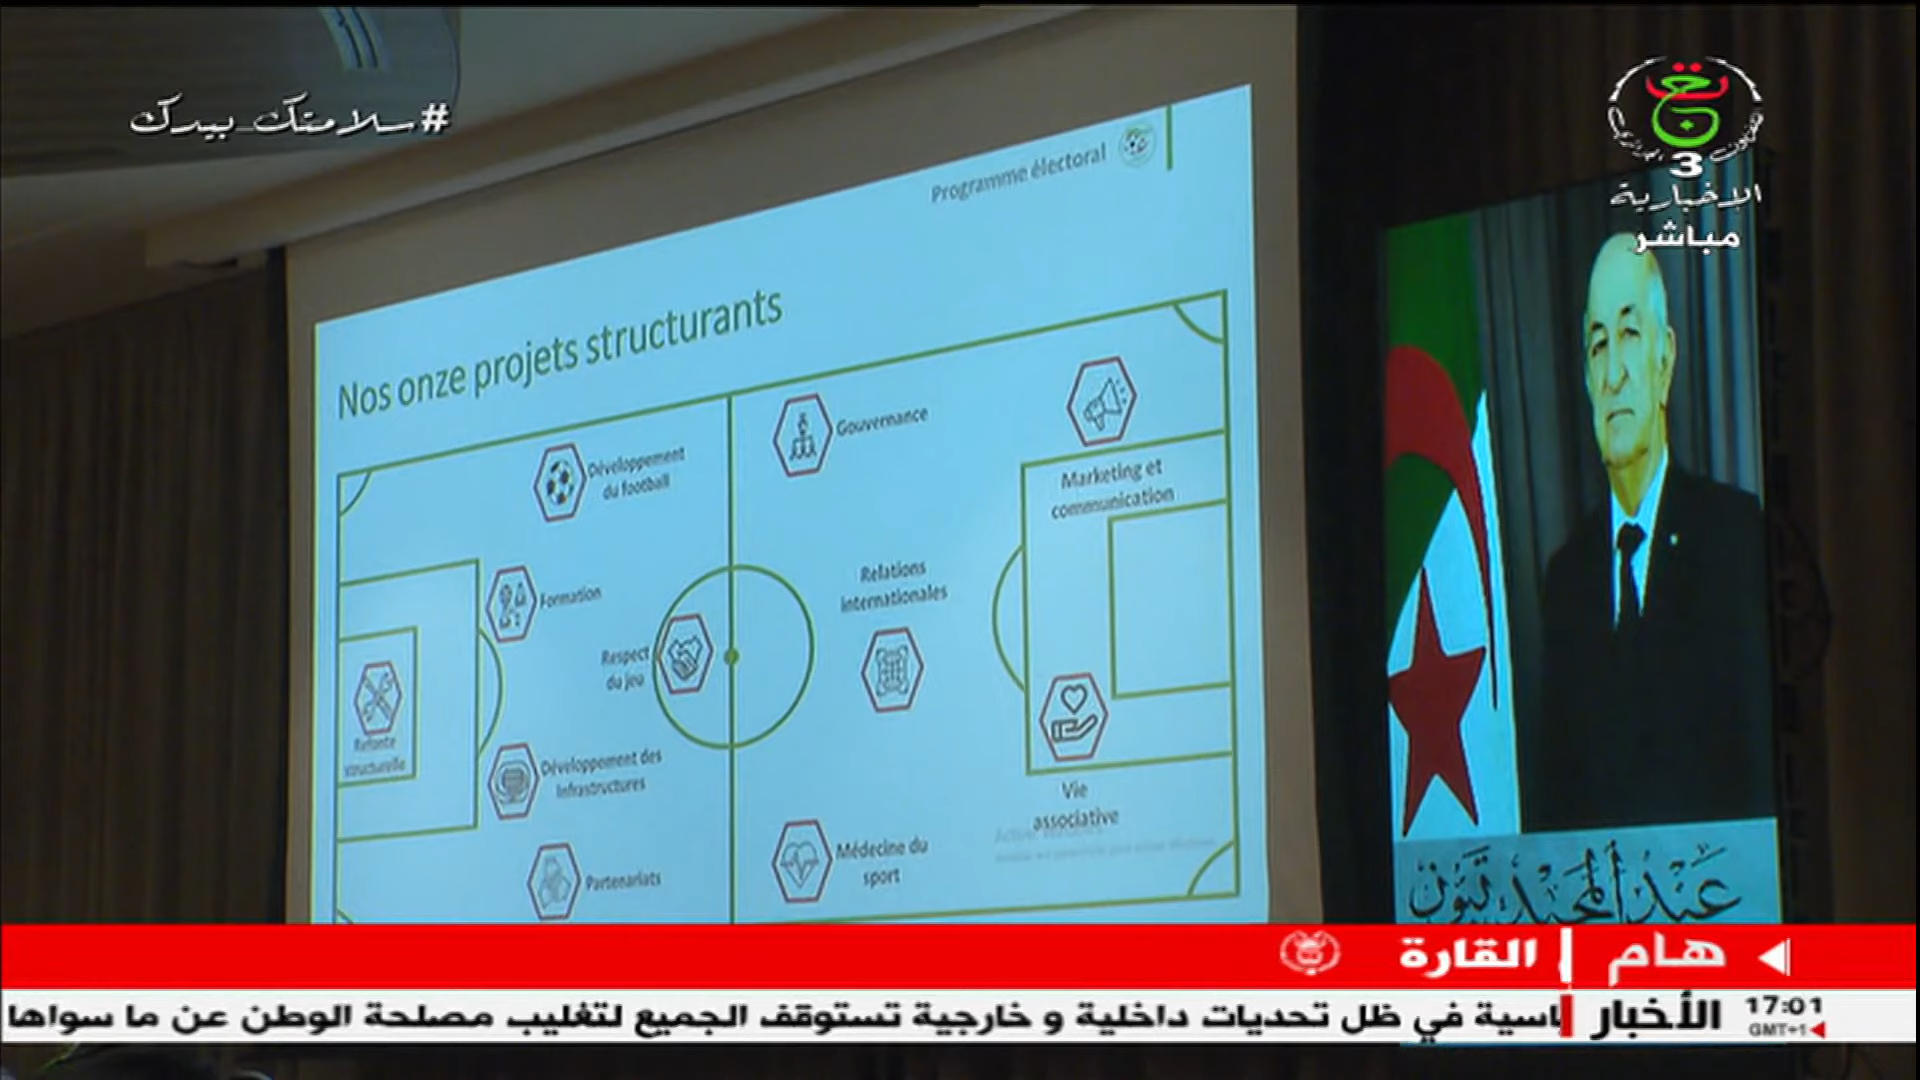 #سلامتك_بيدك
3
الإخبارية
مباشر
Programme électoral
Nos onze projets structurants
Développement
du football
Gouvernance
Marketing et
communication
Formation
Relations
internationales
Respect
du jeu
Refonte
structurelle
Développement des
Infrastructures
Vie
associative
Partenariats
Médecine du
sport
عبد المجيد تبون
هام | القارة
17:01
GMT+1
الأخبار
اسية في ظل تحديات داخلية و خارجية تستوقف الجميع لتغليب مصلحة الوطن عن ما سواها